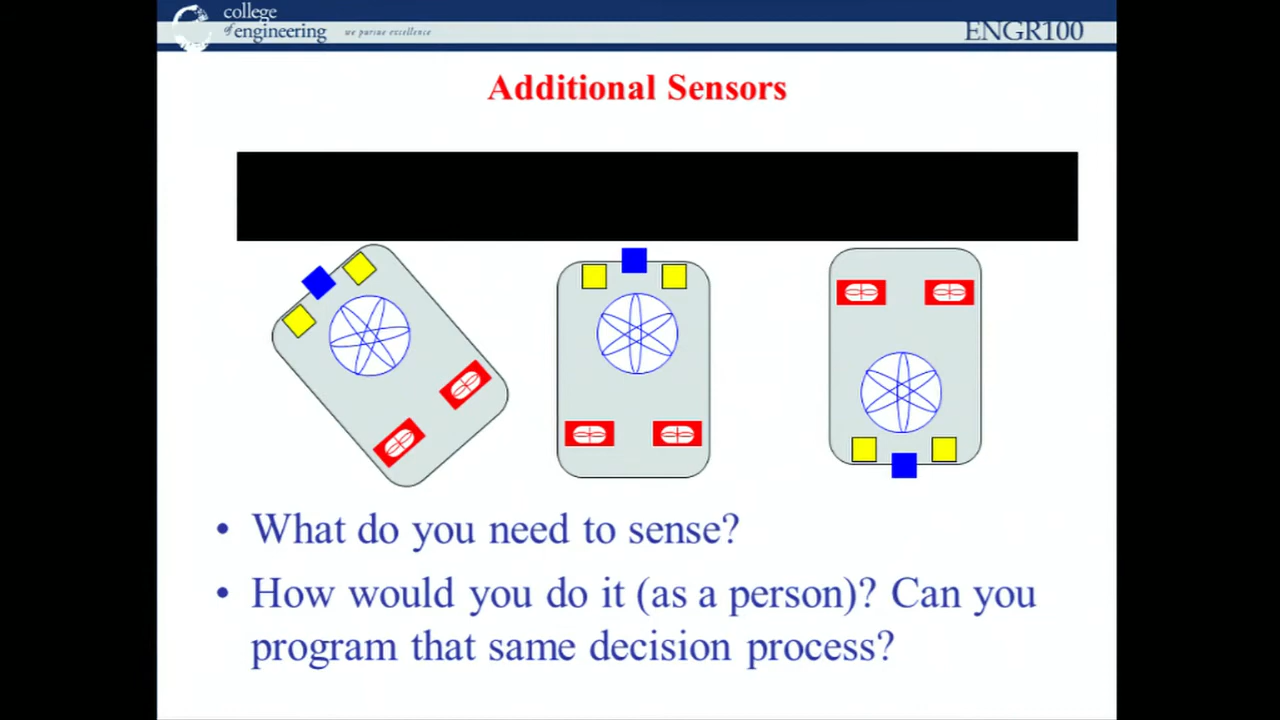 college
of engineering we pursue excellence
ENGR100
Additional Sensors
• What do you need to sense?
• How would you do it (as a person)? Can you
program that same decision process?